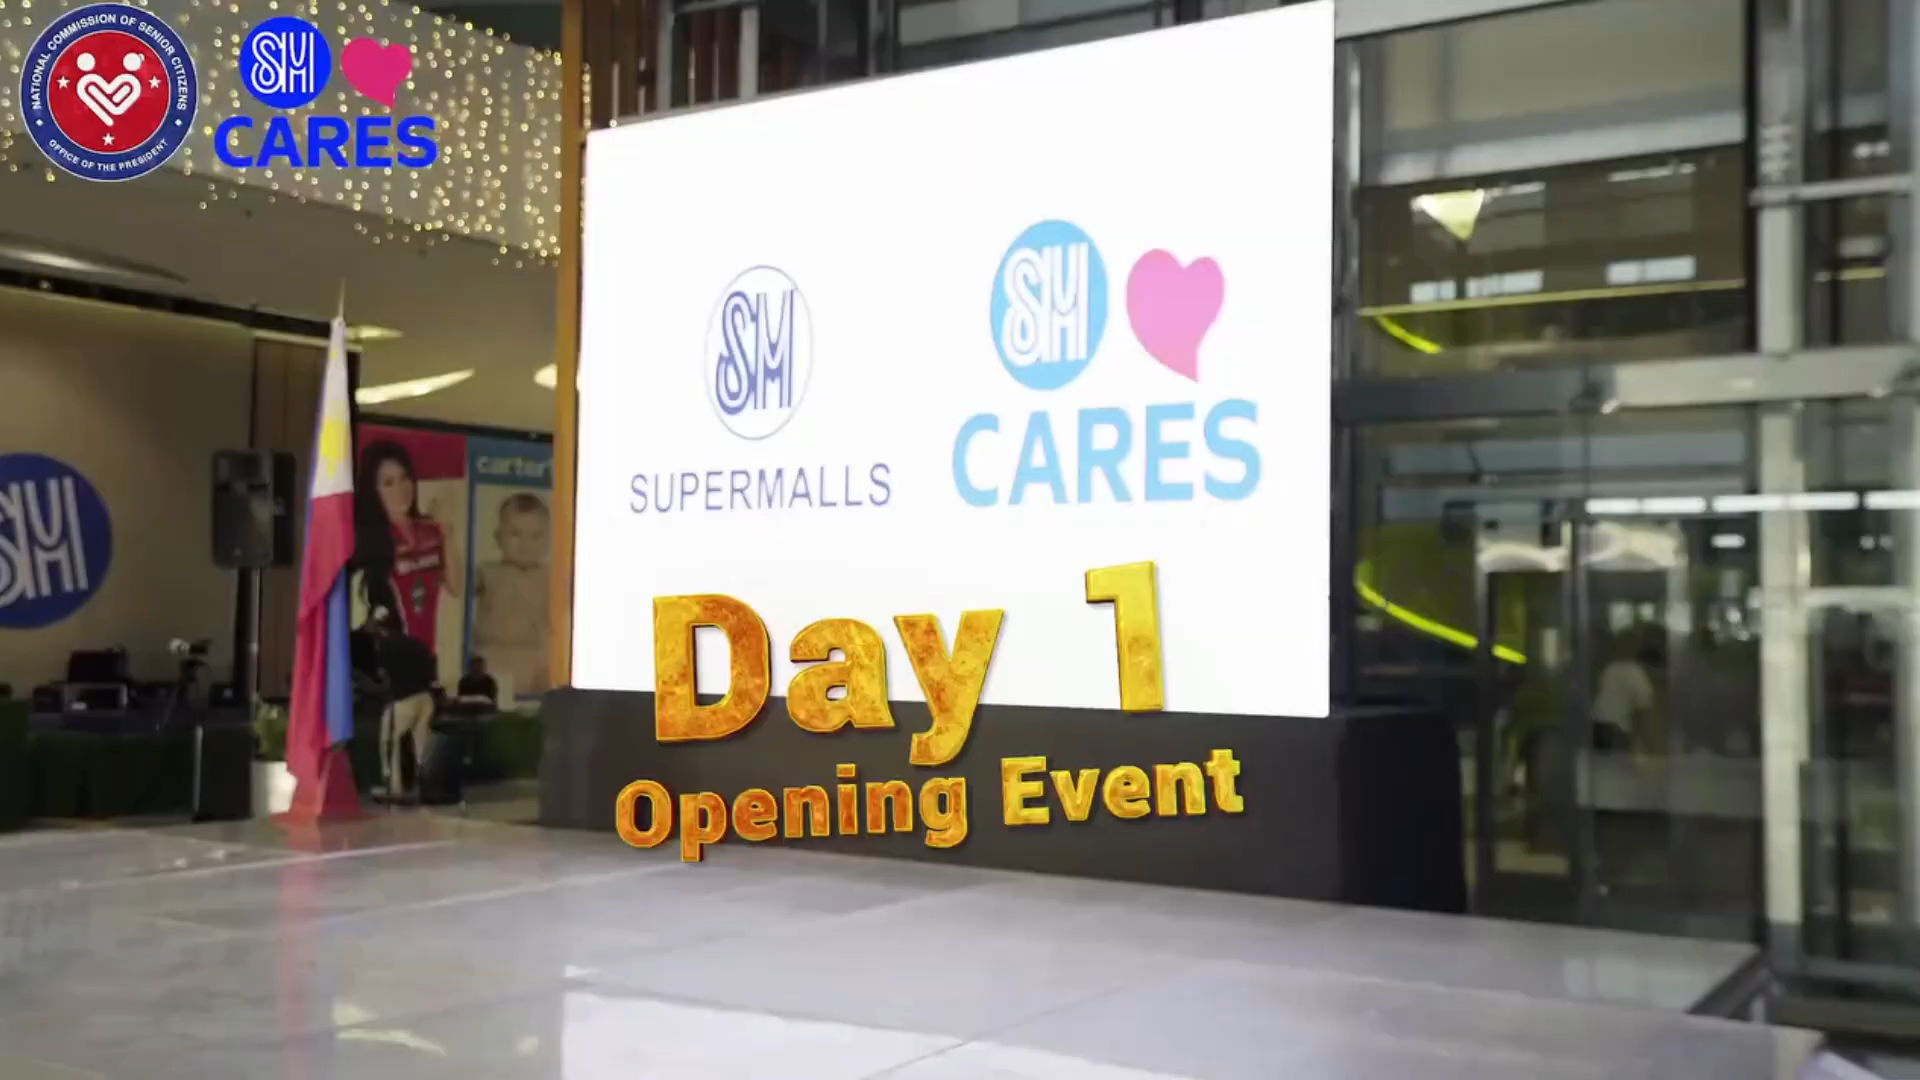 NATIONAL COMMISSION OF SENIOR CITIZENS
OFFICE OF THE PRESIDENT
SM
CARES
SM
SUPERMALLS
SM
CARES
SM
carter's
Day 1
Opening Event